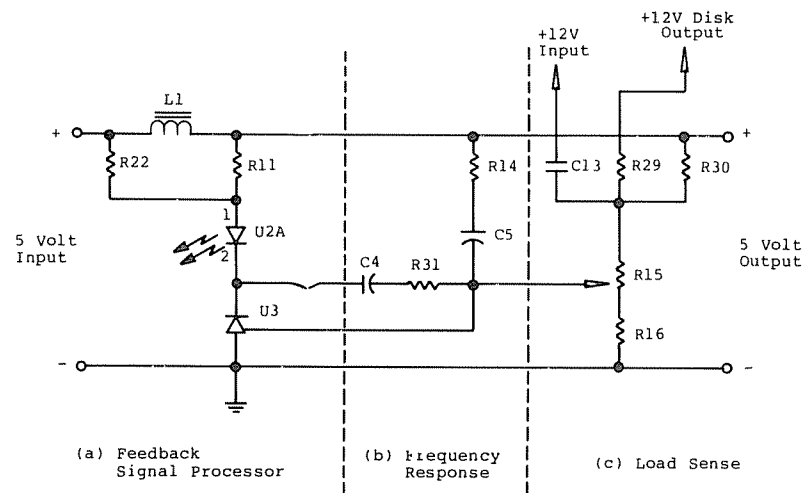 +12V Disk
Output
+12V
Input
L1
+
+
R22
R11
R14
C13
R29
R30
1
U2A
2
5 Volt
Input
C5
5 Volt
Output
C4
R31
R15
U3
R16
-
-
(a) Feedback
Signal Processor
(b) Frequency
Response
(c) Load Sense